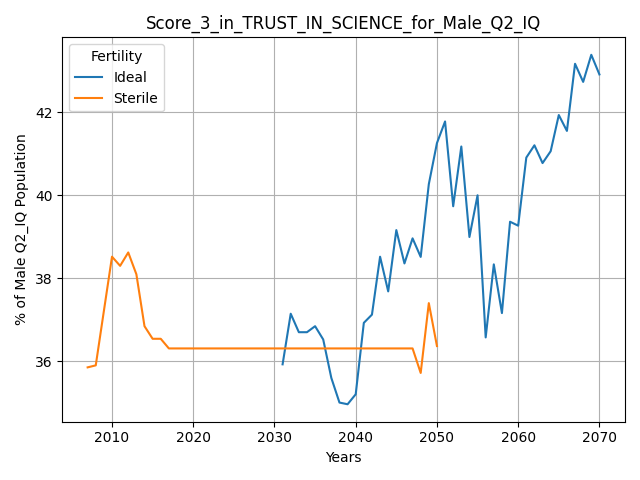 Score_3_in_TRUST_IN_SCIENCE_for_Male_Q2_IQ
Fertility
Ideal
Sterile
% of Male Q2_IQ Population
42
40
38
36
2010 2020 2030 2040 2050 2060 2070
Years